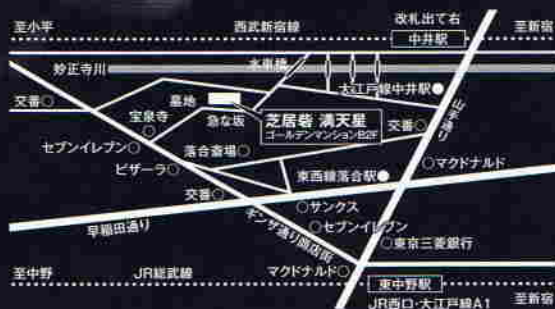 改札出て右
至小平
西武新宿線
中井駅
至新宿
妙正寺川
水車橋
大江戸線中井駅
山手通り
交番
宝泉寺
墓地
急な坂
芝居砦 満天星
ゴールデンマンションB2F
交番
セブンイレブン
落合斎場
ピザーラ
東西線落合駅
マクドナルド
交番
サンクス
早稲田通り
ギンザ通り商店街
セブンイレブン
東京三菱銀行
至中野
JR総武線
マクドナルド
東中野駅
至新宿
JR西口・大江戸線A1